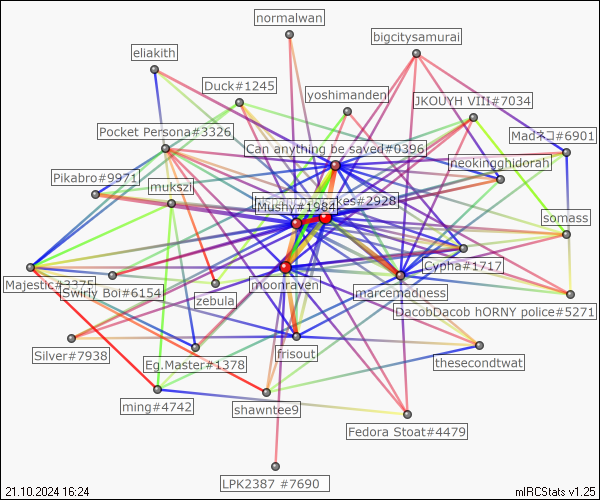 normalwan
bigcitysamurai
eliakith
Duck#1245
yoshimanden
JKOUYH VIII#7034
Pocket Persona#3326
Madネコ#6901
Can anything be saved#0396
neokingghidorah
Pikabro#9971
mukszi
Mushy#1984
kes#2928
somass
Majestic#3375
Swirly Boi#6154
zebula
moonraven
marcemadness
Cypha#1717
DacobDacob hORNY police#5271
Silver#7938
Eg.Master#1378
frisout
thesecondtwat
ming#4742
shawntee9
Fedora Stoat#4479
LPK2387 #7690
21.10.2024 16:24
mIRCStats v1.25